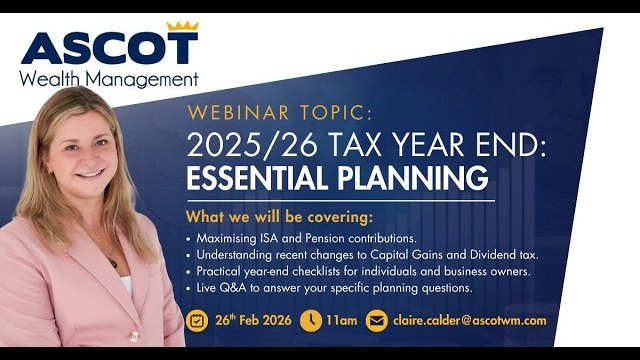 ASCOT
Wealth Management
WEBINAR TOPIC:
2025/26 TAX YEAR END:
ESSENTIAL PLANNING
What we will be covering:
• Maximising ISA and Pension contributions.
• Understanding recent changes to Capital Gains and Dividend tax.
• Practical year-end checklists for individuals and business owners.
• Live Q&A to answer your specific planning questions.
26th Feb 2026 11am claire.calder@ascotwm.com